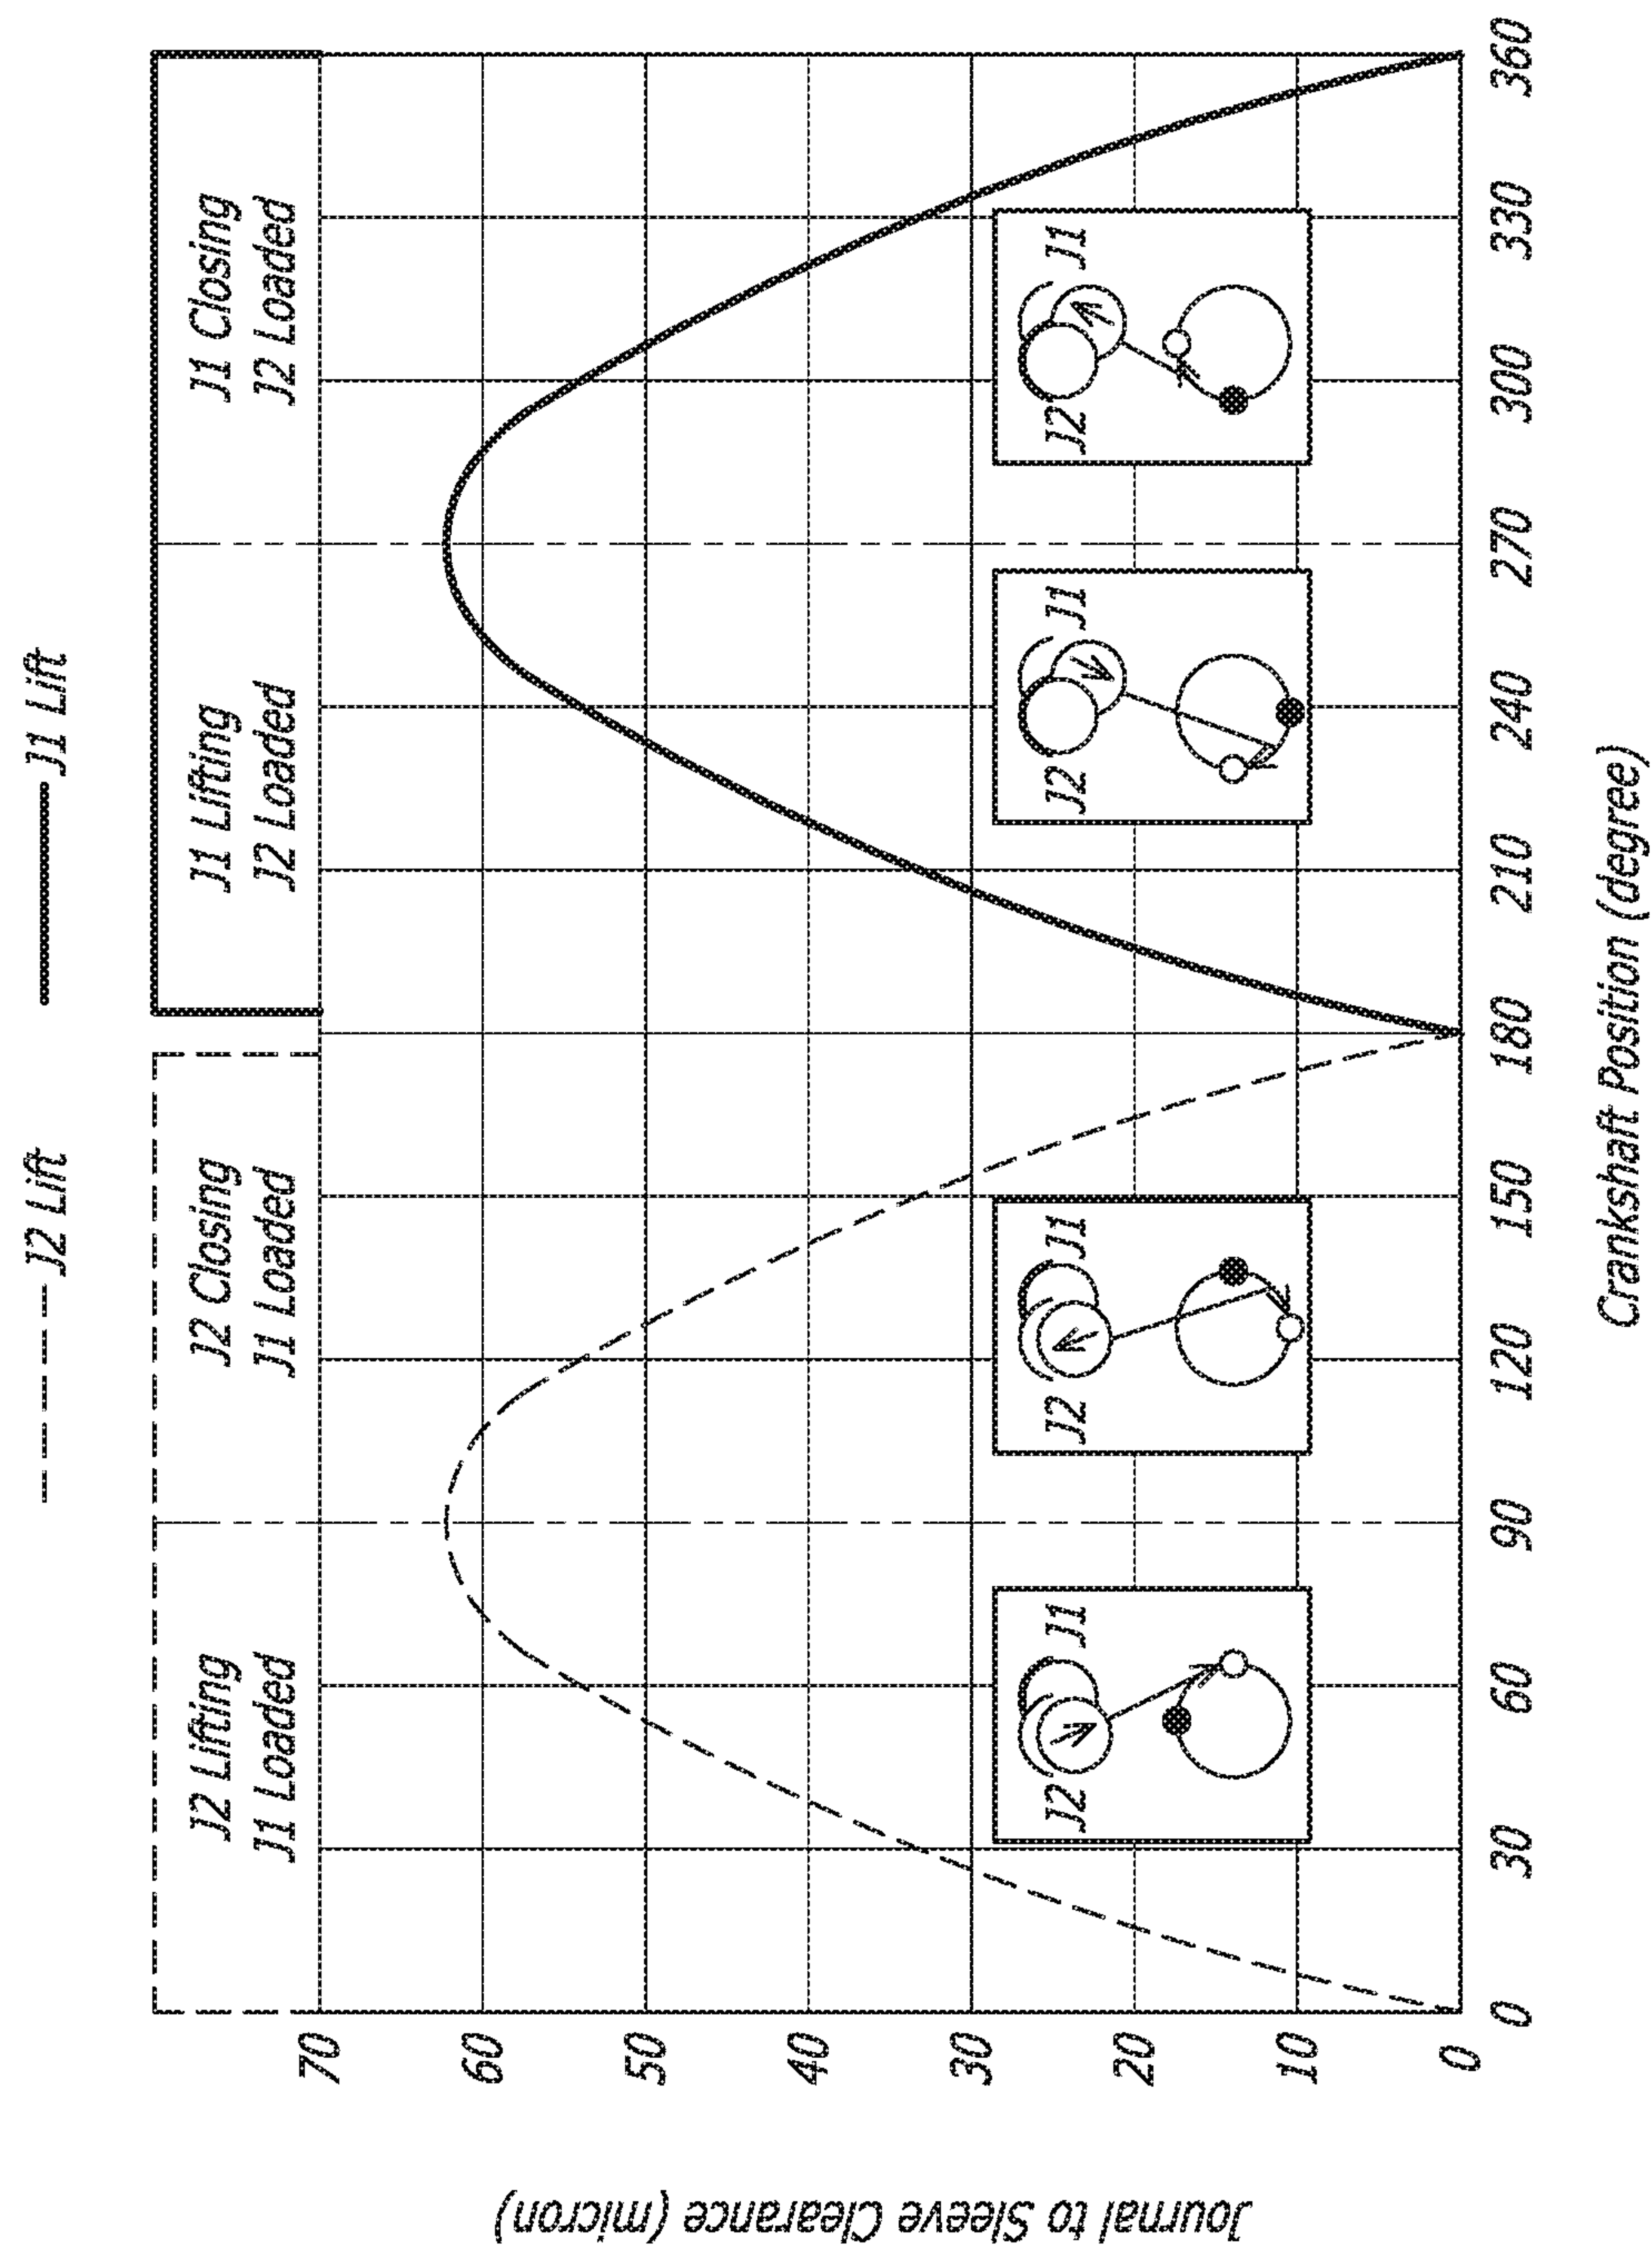 J2 Lift
J1 Lift
J2 Lifting
J1 Loaded
J2 Closing
J1 Loaded
J1 Lifting
J2 Loaded
J1 Closing
J2 Loaded
Journal to Sleeve Clearance (micron)
70
60
50
40
30
20
10
0
J2 J1
J2 J1
J2 J1
J2 J1
0 30 60 90 120 150 180 210 240 270 300 330 360
Crankshaft Position (degree)